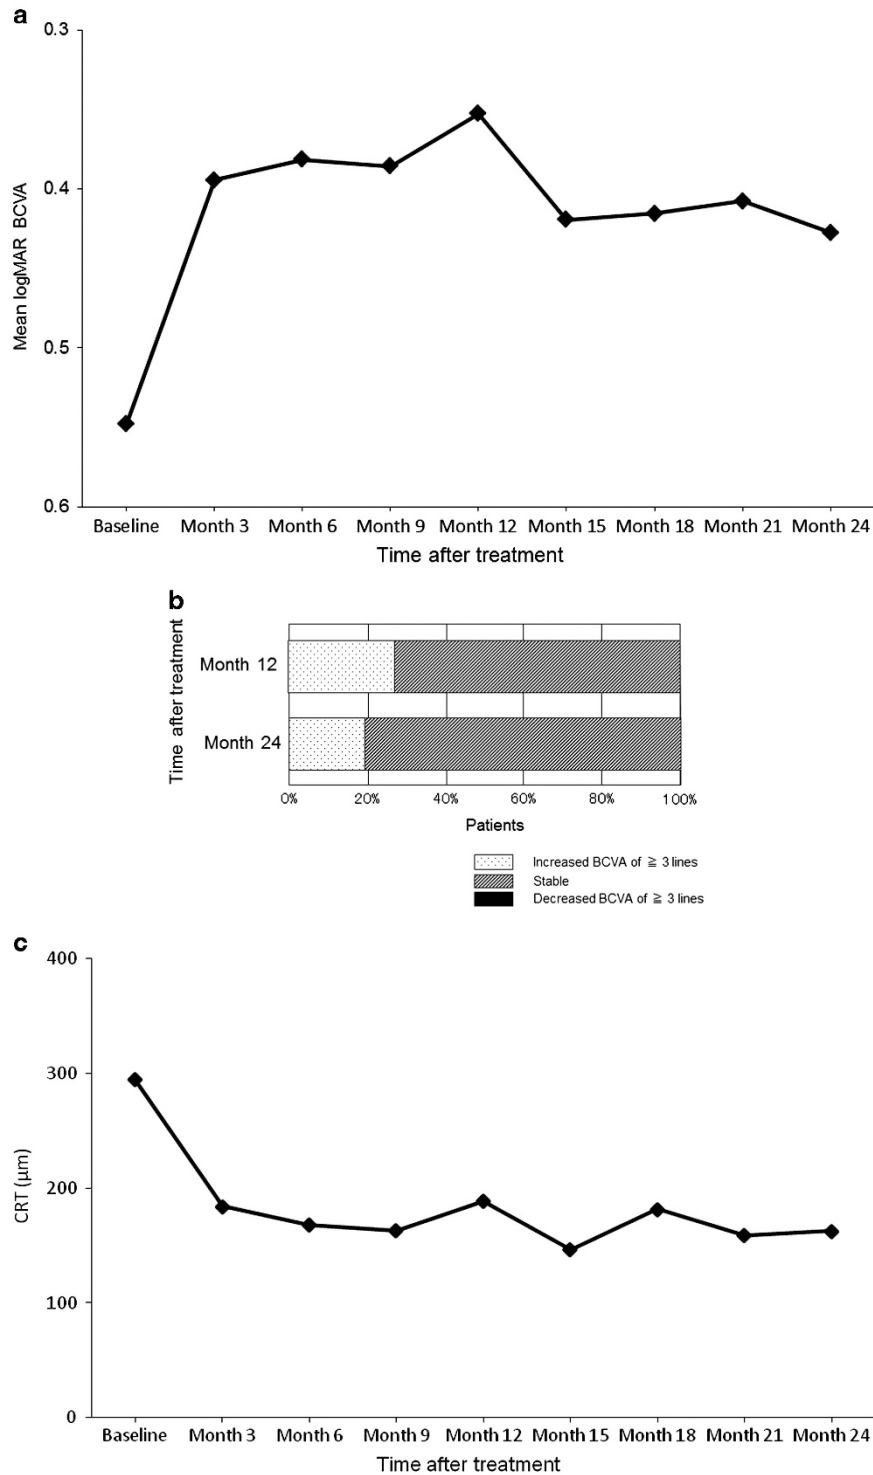 a
0.3
0.4
0.5
0.6
Mean logMAR BCVA
Baseline Month 3 Month 6 Month 9 Month 12 Month 15 Month 18 Month 21 Month 24
Time after treatment
b
Time after treatment
Month 12
Month 24
0% 20% 40% 60% 80% 100%
Patients
Increased BCVA of ≧ 3 lines
Stable
Decreased BCVA of ≧ 3 lines
c
400
300
200
100
0
CRT (μm)
Baseline Month 3 Month 6 Month 9 Month 12 Month 15 Month 18 Month 21 Month 24
Time after treatment